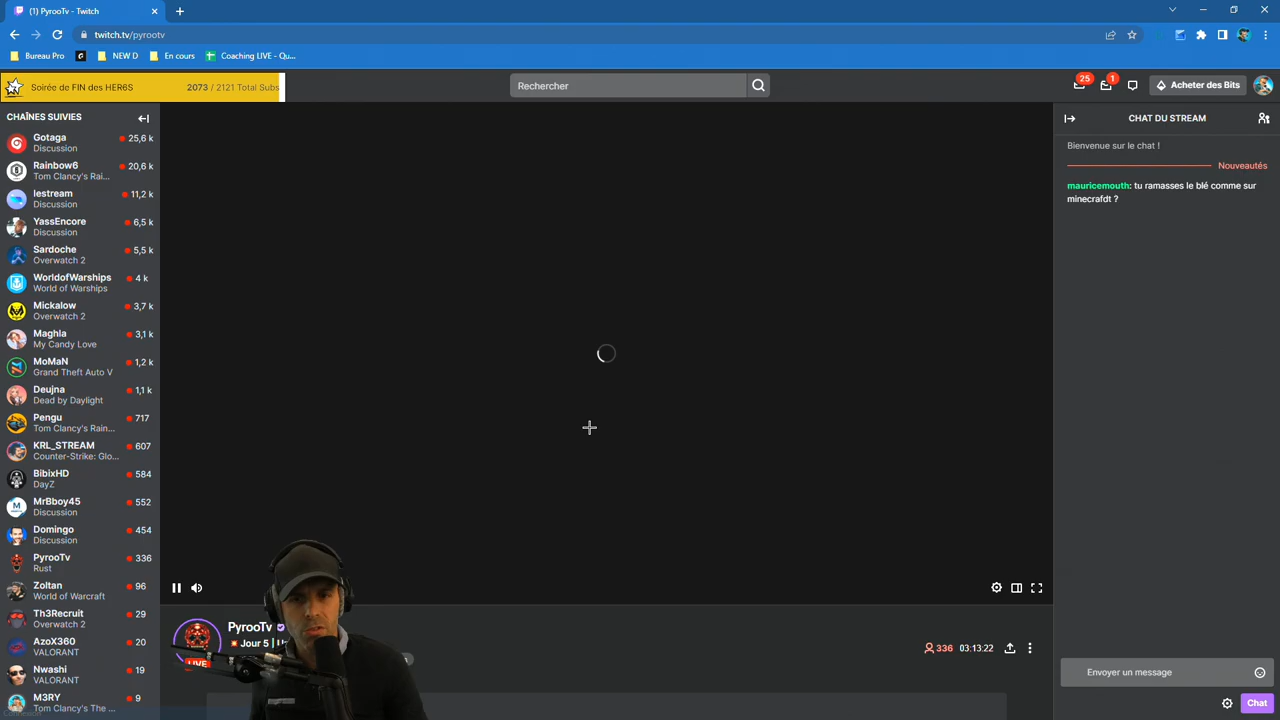 (1) PyrooTv - Twitch
twitch.tv/pyrootv
Bureau Pro
NEW D
En cours
Coaching LIVE - Qu...
Soirée de FIN des HER6S
2073 / 2121 Total Subs
Rechercher
25
1
Acheter des Bits
CHAÎNES SUIVIES
Gotaga
25,6 k
Discussion
Rainbow6
20,6 k
Tom Clancy's Rai...
lestream
11,2 k
Discussion
YassEncore
6,5 k
Discussion
Sardoche
5,5 k
Overwatch 2
WorldofWarships
4 k
World of Warships
Mickalow
3,7 k
Overwatch 2
Maghla
3,1 k
My Candy Love
MoMaN
1,2 k
Grand Theft Auto V
Deujna
1,1 k
Dead by Daylight
Pengu
717
Tom Clancy's Rain...
KRL_STREAM
607
Counter-Strike: Glo...
BibixHD
584
DayZ
MrBboy45
552
Discussion
Domingo
454
Discussion
PyrooTv
336
Rust
Zoltan
96
World of Warcraft
Th3Recruit
29
Overwatch 2
AzoX360
20
VALORANT
Nwashi
19
VALORANT
M3RY
9
Tom Clancy's The ...
Connexion
PyrooTv
Jour 5 |
LIVE
336
03:13:22
CHAT DU STREAM
Bienvenue sur le chat !
Nouveautés
mauricemouth: tu ramasses le blé comme sur
minecrafdt ?
Envoyer un message
Chat